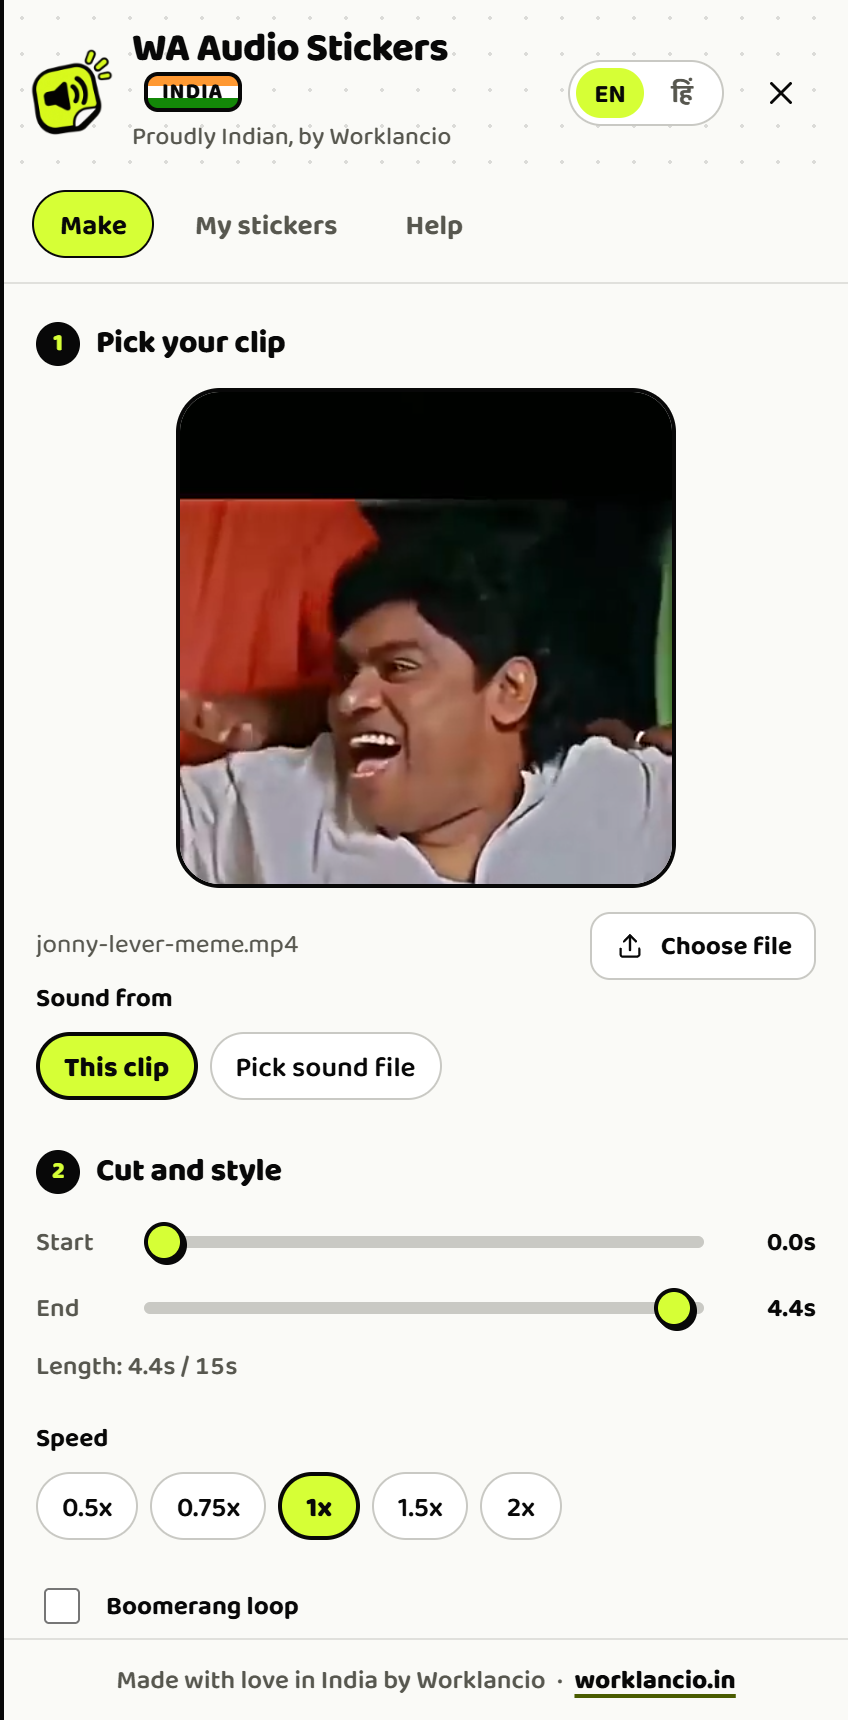 WA Audio Stickers
INDIA
Proudly Indian, by Worklancio
EN
हिं
Make
My stickers
Help
1 Pick your clip
jonny-lever-meme.mp4
Choose file
Sound from
This clip
Pick sound file
2 Cut and style
Start 0.0s
End 4.4s
Length: 4.4s / 15s
Speed
0.5x 0.75x 1x 1.5x 2x
Boomerang loop
Made with love in India by Worklancio · worklancio.in